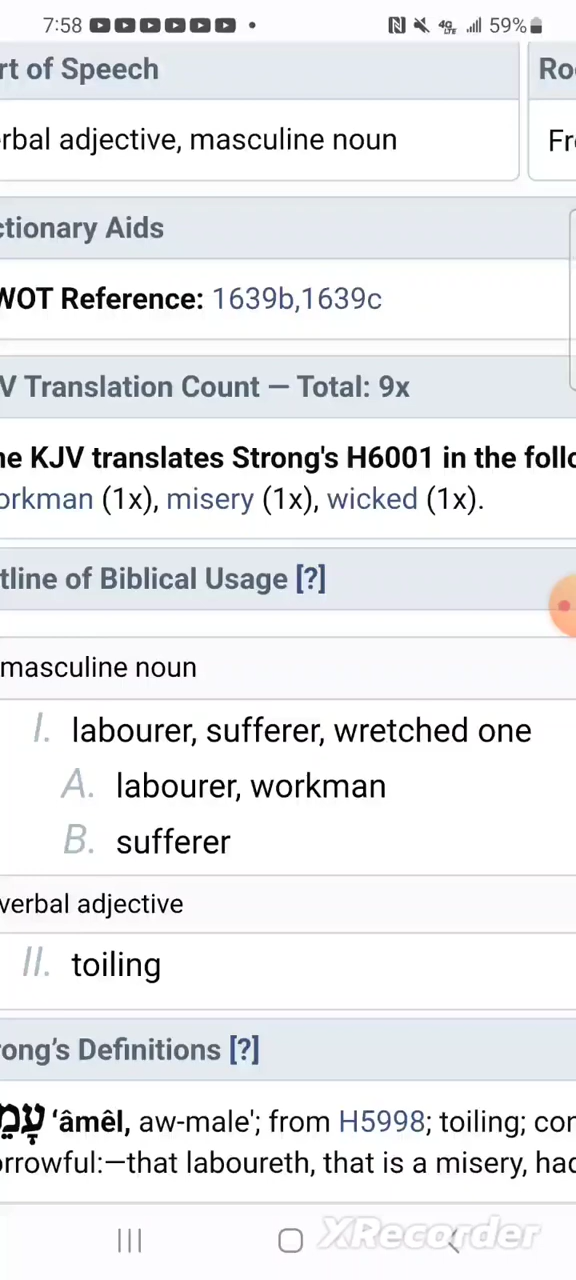 7:58 59%
rt of Speech Ro
rbal adjective, masculine noun Fr
ctionary Aids
WOT Reference: 1639b,1639c
V Translation Count — Total: 9x
he KJV translates Strong's H6001 in the follo
orkman (1x), misery (1x), wicked (1x).
tline of Biblical Usage [?]
masculine noun
I. labourer, sufferer, wretched one
A. labourer, workman
B. sufferer
verbal adjective
II. toiling
rong’s Definitions [?]
עָמֵ ʻâmêl, aw-male'; from H5998; toiling; con
orrowful:—that laboureth, that is a misery, had
XRecorder